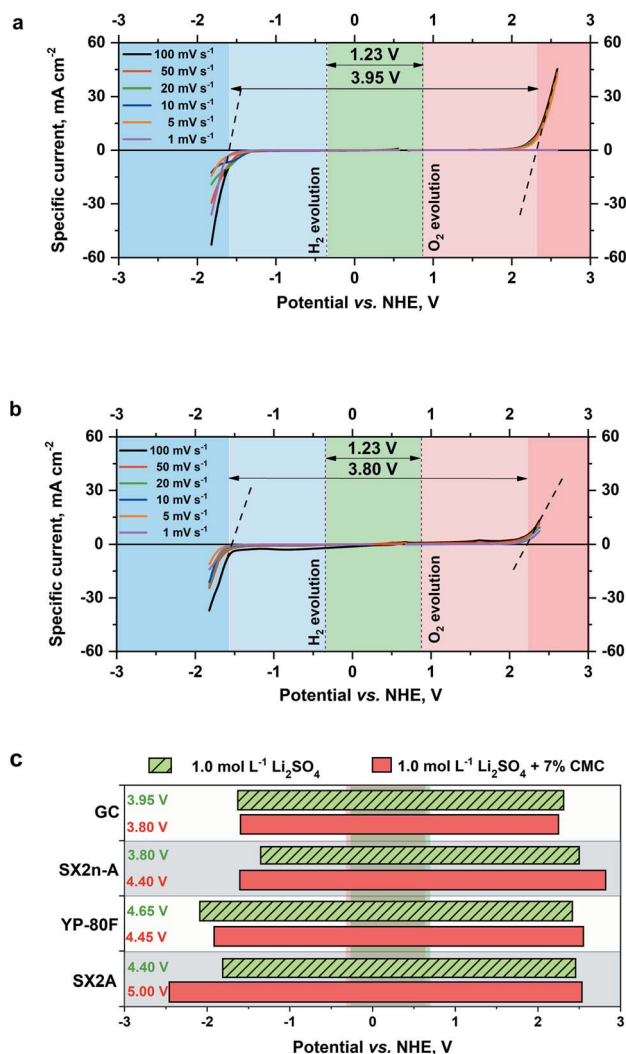 a
-3 -2 -1 0 1 2 3
60 60
30 30
0 0
-30 -30
-60 -60
100 mV s⁻¹
50 mV s⁻¹
20 mV s⁻¹
10 mV s⁻¹
5 mV s⁻¹
1 mV s⁻¹
1.23 V
3.95 V
H₂ evolution
O₂ evolution
Specific current, mA cm⁻²
-3 -2 -1 0 1 2 3
Potential vs. NHE, V
b
-3 -2 -1 0 1 2 3
60 60
30 30
0 0
-30 -30
-60 -60
100 mV s⁻¹
50 mV s⁻¹
20 mV s⁻¹
10 mV s⁻¹
5 mV s⁻¹
1 mV s⁻¹
1.23 V
3.80 V
H₂ evolution
O₂ evolution
Specific current, mA cm⁻²
-3 -2 -1 0 1 2 3
Potential vs. NHE, V
c
1.0 mol L⁻¹ Li₂SO₄ 1.0 mol L⁻¹ Li₂SO₄ + 7% CMC
GC
3.95 V
3.80 V
SX2n-A
3.80 V
4.40 V
YP-80F
4.65 V
4.45 V
SX2A
4.40 V
5.00 V
-3 -2 -1 0 1 2 3
Potential vs. NHE, V